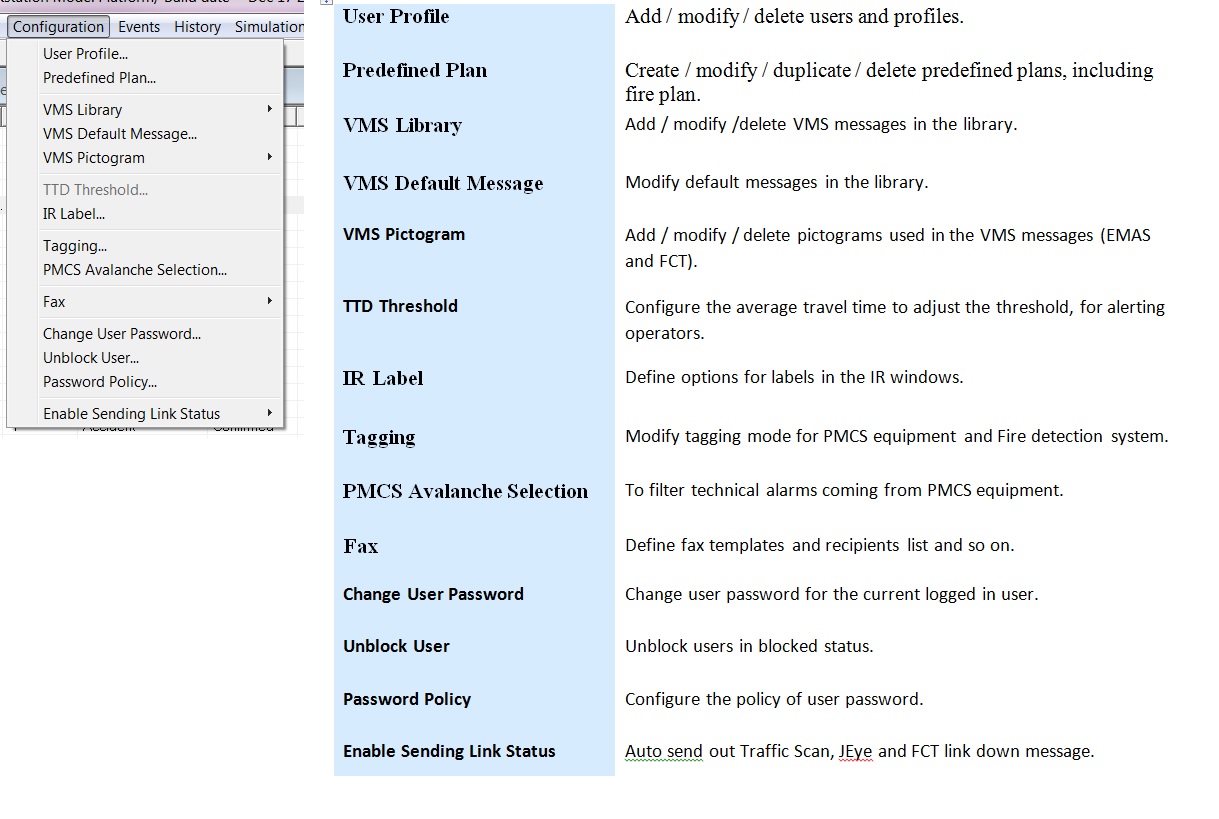 Configuration Events History Simulation
User Profile...
Predefined Plan...
VMS Library
VMS Default Message...
VMS Pictogram
TTD Threshold...
IR Label...
Tagging...
PMCS Avalanche Selection...
Fax
Change User Password...
Unblock User...
Password Policy...
Enable Sending Link Status
User Profile
Add / modify / delete users and profiles.
Predefined Plan
Create / modify / duplicate / delete predefined plans, including
fire plan.
VMS Library
Add / modify /delete VMS messages in the library.
VMS Default Message
Modify default messages in the library.
VMS Pictogram
Add / modify / delete pictograms used in the VMS messages (EMAS
and FCT).
TTD Threshold
Configure the average travel time to adjust the threshold, for alerting
operators.
IR Label
Define options for labels in the IR windows.
Tagging
Modify tagging mode for PMCS equipment and Fire detection system.
PMCS Avalanche Selection
To filter technical alarms coming from PMCS equipment.
Fax
Define fax templates and recipients list and so on.
Change User Password
Change user password for the current logged in user.
Unblock User
Unblock users in blocked status.
Password Policy
Configure the policy of user password.
Enable Sending Link Status
Auto send out Traffic Scan, JEye and FCT link down message.